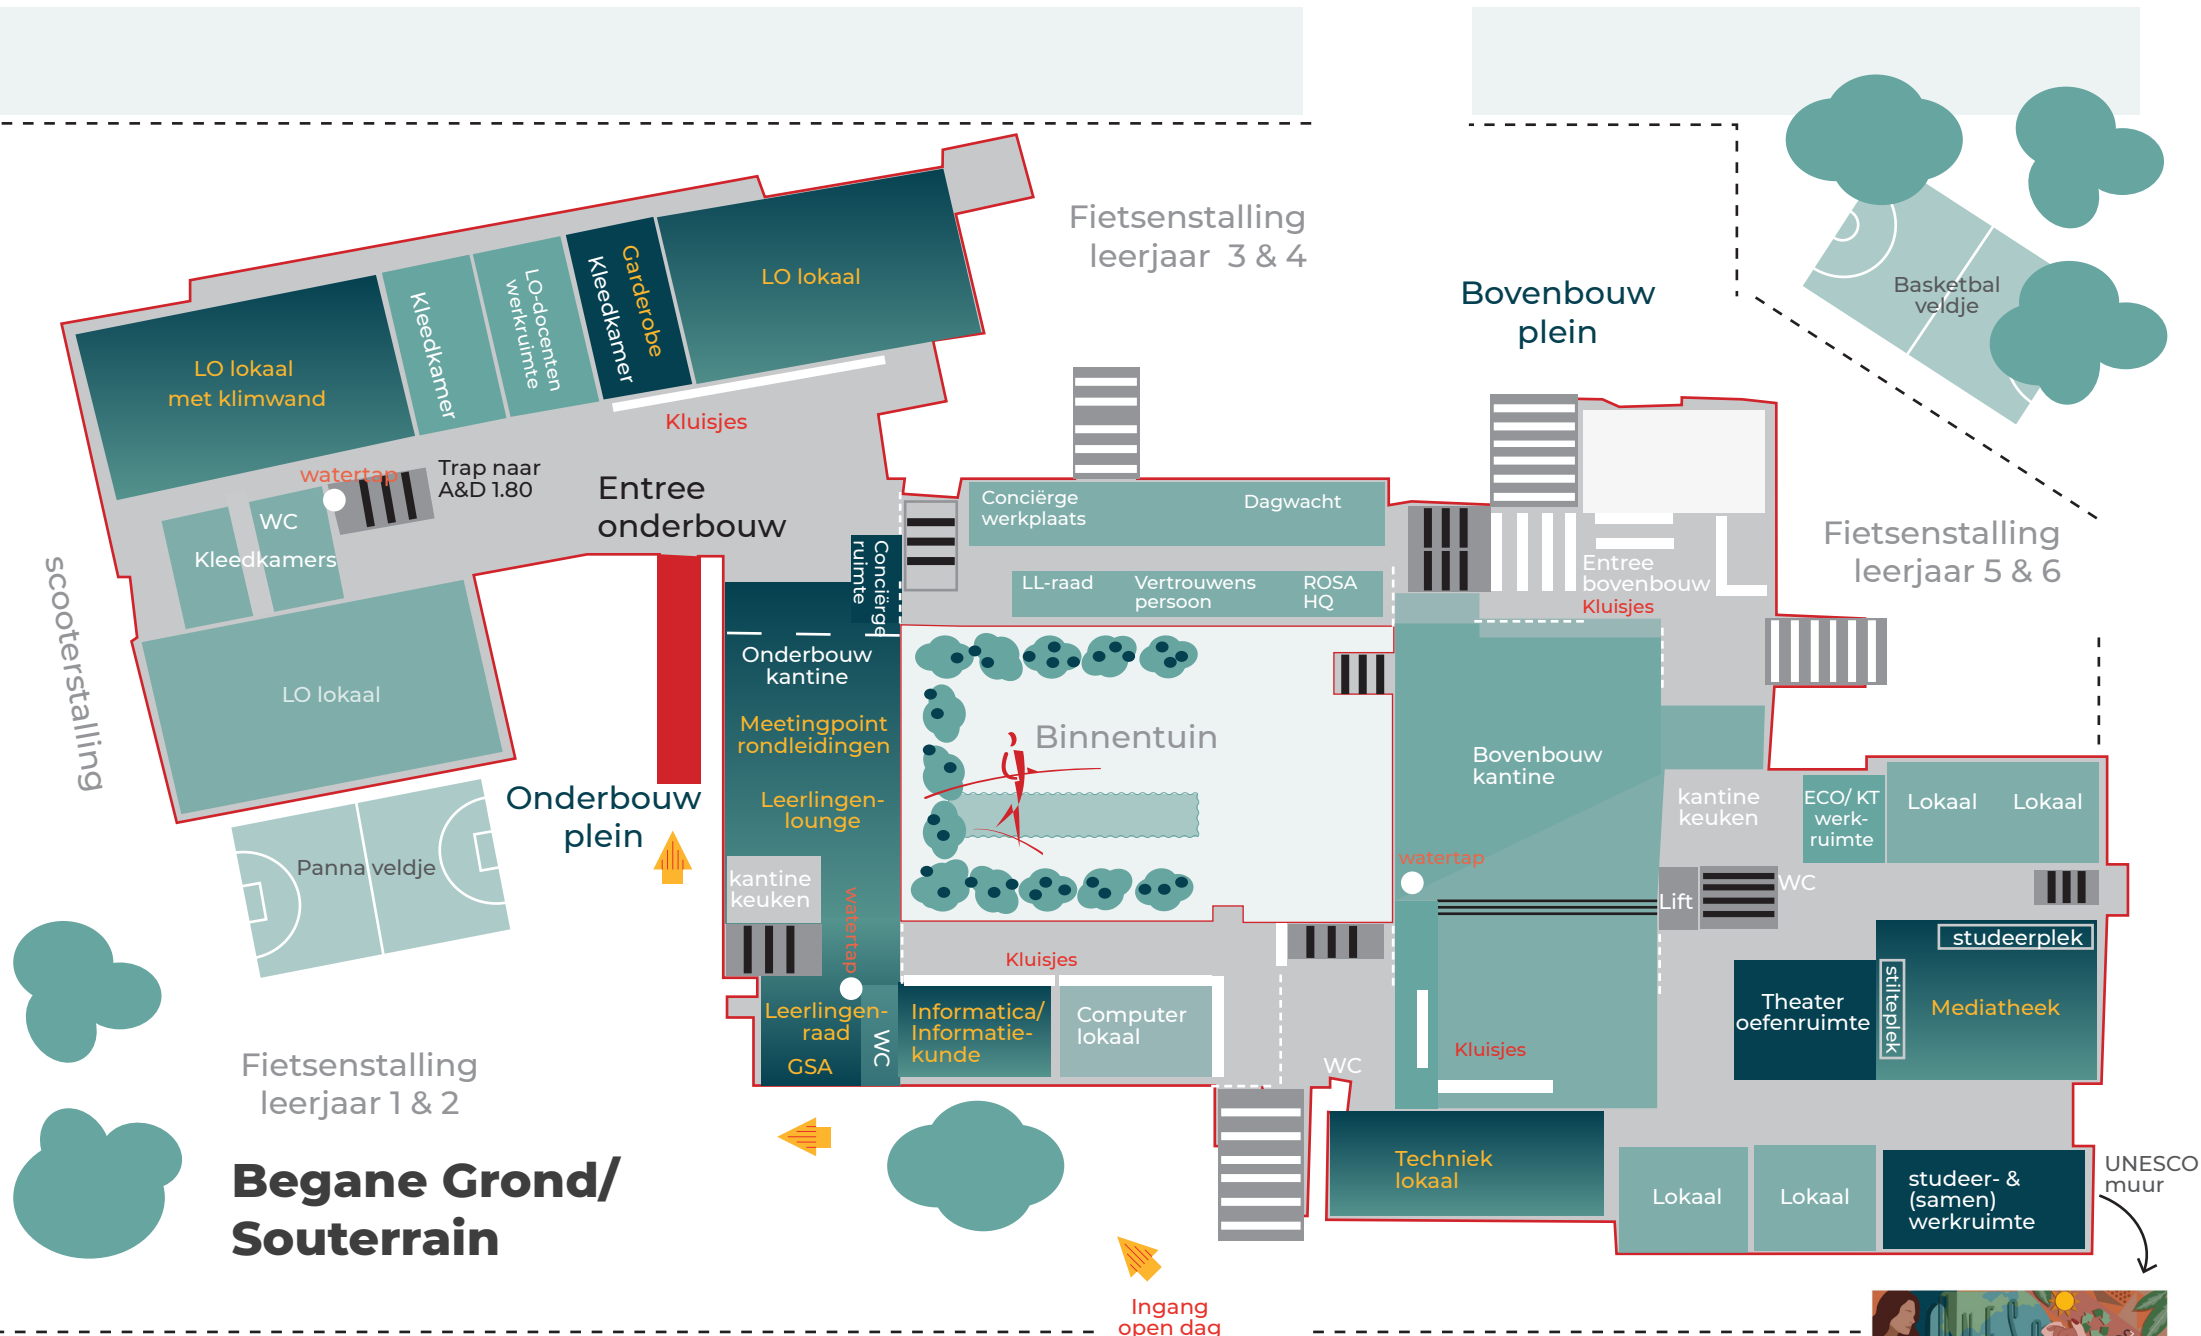 Fietsenstalling
leerjaar 3 & 4
Bovenbouw
plein
Basketbal
veldje
LO lokaal
Garderobe
Kleedkamer
LO-docenten
werkruimte
Kleedkamer
LO lokaal
met klimwand
Kluisjes
watertap
Trap naar
A&D 1.80
Entree
onderbouw
WC
Kleedkamers
LO lokaal
scooterstalling
Conciërge
ruimte
Conciërge
werkplaats
Dagwacht
LL-raad
Vertrouwens
persoon
ROSA
HQ
Entree
bovenbouw
Kluisjes
Fietsenstalling
leerjaar 5 & 6
Onderbouw
kantine
Meetingpoint
rondleidingen
Leerlingen-
lounge
Binnentuin
Bovenbouw
kantine
Onderbouw
plein
Panna veldje
kantine
keuken
watertap
watertap
kantine
keuken
ECO/ KT
werk-
ruimte
Lokaal
Lokaal
Lift
WC
studeerplek
stilteplek
Mediatheek
Theater
oefenruimte
Kluisjes
Leerlingen-
raad
GSA
WC
Informatica/
Informatie-
kunde
Computer
lokaal
WC
Kluisjes
Fietsenstalling
leerjaar 1 & 2
Begane Grond/
Souterrain
Techniek
lokaal
Lokaal
Lokaal
studeer- &
(samen)
werkruimte
UNESCO
muur
Ingang
open dag